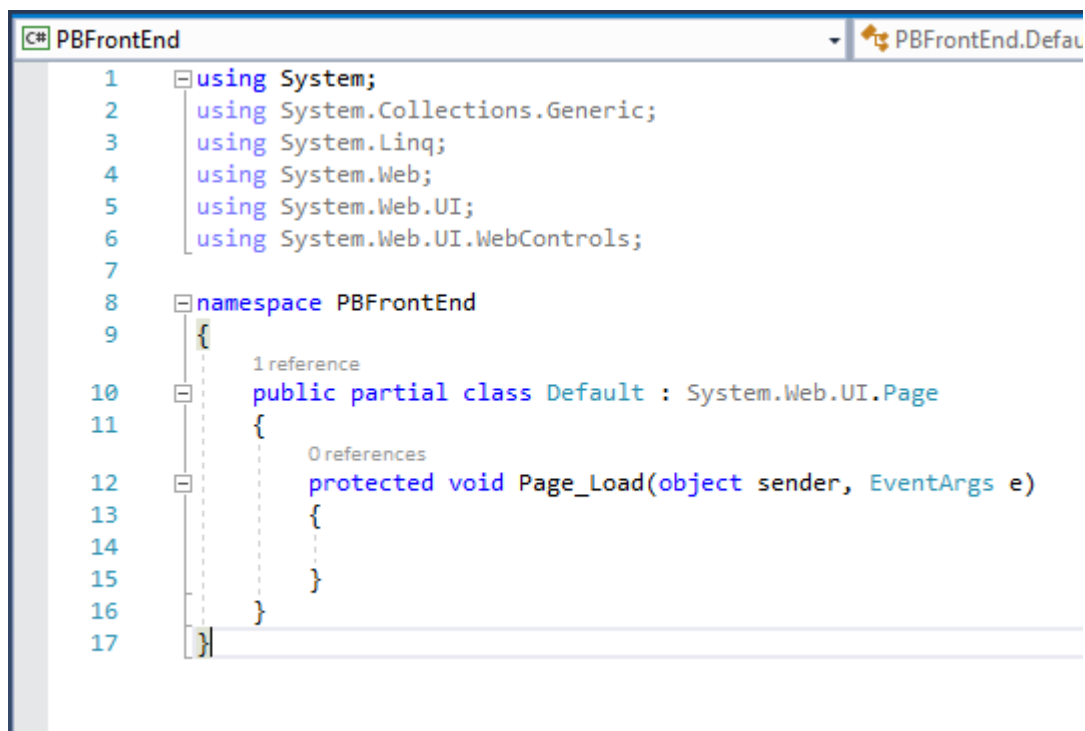 C# PBFrontEnd PBFrontEnd.Defau
1 using System;
2 using System.Collections.Generic;
3 using System.Linq;
4 using System.Web;
5 using System.Web.UI;
6 using System.Web.UI.WebControls;
7
8 namespace PBFrontEnd
9 {
1 reference
10 public partial class Default : System.Web.UI.Page
11 {
0 references
12 protected void Page_Load(object sender, EventArgs e)
13 {
14
15 }
16 }
17 }